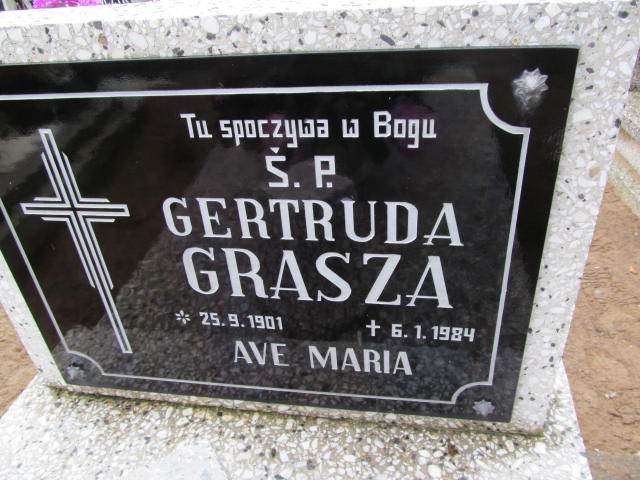 Tu spoczywa w Bogu
Š. P.
GERTRUDA
GRASZA
* 25. 9. 1901 † 6. 1. 1984
AVE MARIA